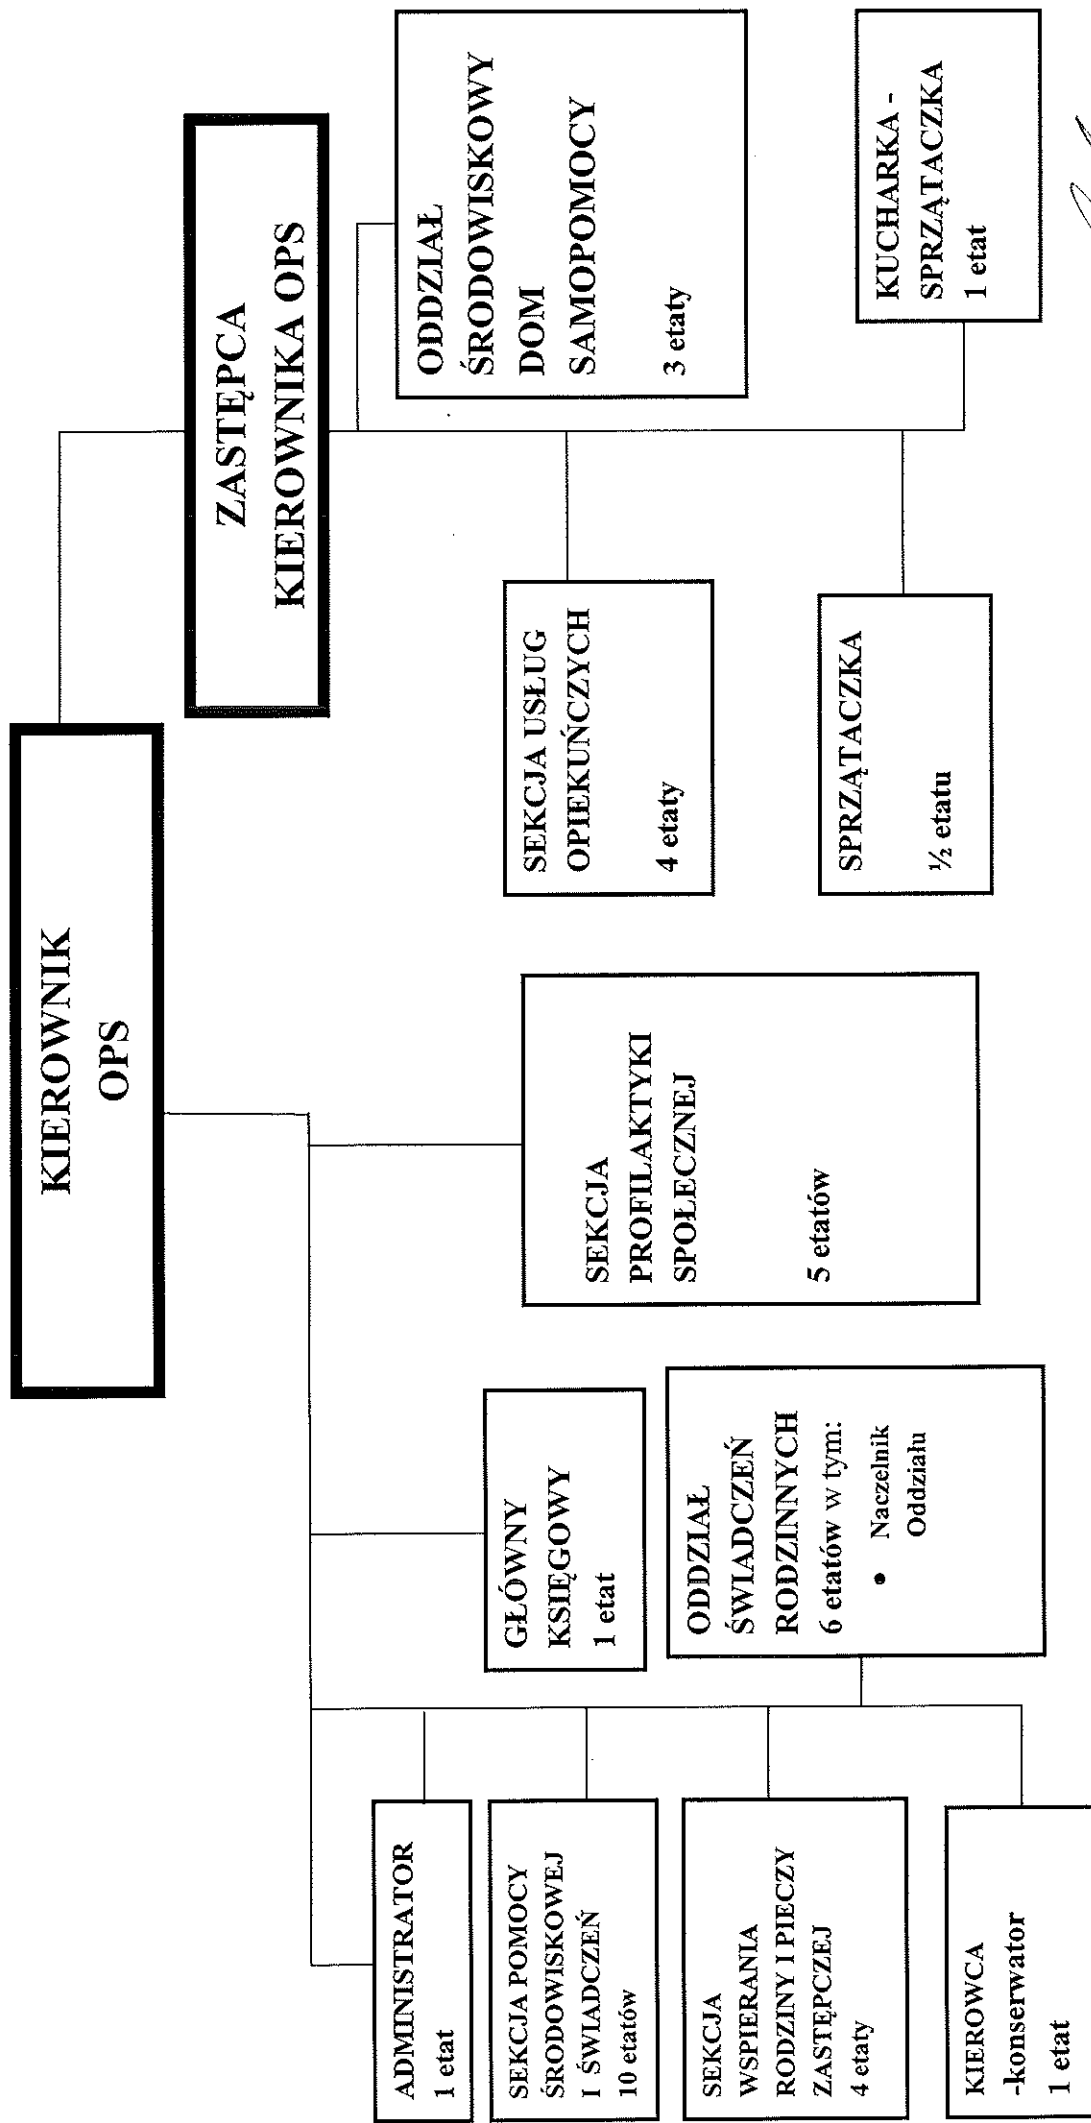 KIEROWNIK
OPS
ZASTĘPCA
KIEROWNIKA OPS
ADMINISTRATOR
1 etat
SEKCJA POMOCY
ŚRODOWISKOWEJ
I ŚWIADCZEŃ
10 etatów
SEKCJA
WSPIERANIA
RODZINY I PIECZY
ZASTĘPCZEJ
4 etaty
KIEROWCA
-konserwator
1 etat
GŁÓWNY
KSIĘGOWY
1 etat
ODDZIAŁ
ŚWIADCZEŃ
RODZINNYCH
6 etatów w tym:
• Naczelnik
Oddziału
SEKCJA
PROFILAKTYKI
SPOŁECZNEJ
5 etatów
SEKCJA USŁUG
OPIEKUŃCZYCH
4 etaty
SPRZĄTACZKA
½ etatu
ODDZIAŁ
ŚRODOWISKOWY
DOM
SAMOPOMOCY
3 etaty
KUCHARKA -
SPRZĄTACZKA
1 etat